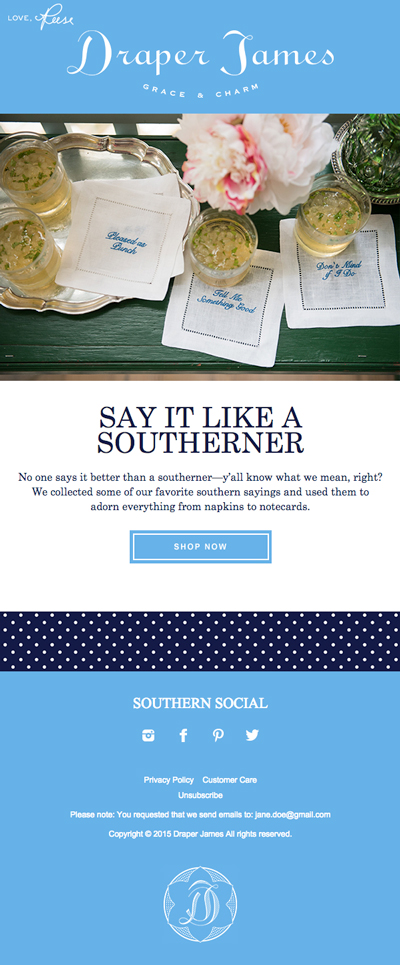 LOVE, Reese
Draper James
GRACE & CHARM
Pleased as
Punch
Tell Me
Something Good
Don't Mind
If I Do
SAY IT LIKE A
SOUTHERNER
No one says it better than a southerner—y'all know what we mean, right?
We collected some of our favorite southern sayings and used them to
adorn everything from napkins to notecards.
SHOP NOW
SOUTHERN SOCIAL
Privacy Policy Customer Care
Unsubscribe
Please note: You requested that we send emails to: jane.doe@gmail.com
Copyright © 2015 Draper James All rights reserved.
D